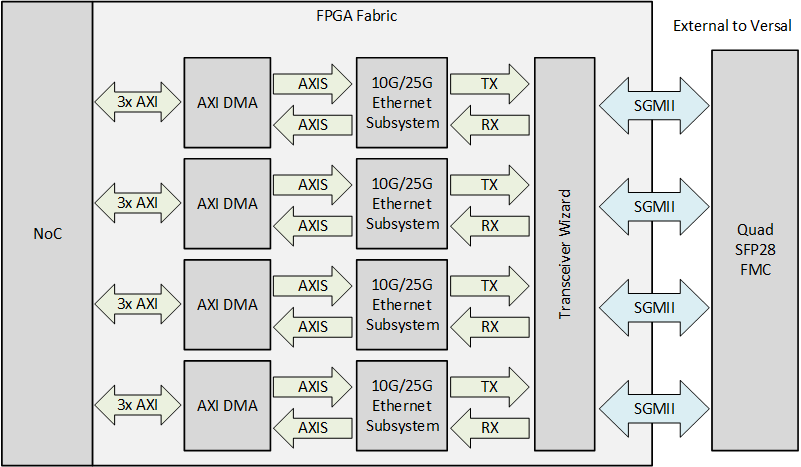 FPGA Fabric
External to Versal
NoC
3x AXI
AXI DMA
AXIS
AXIS
10G/25G
Ethernet
Subsystem
TX
RX
SGMII
3x AXI
AXI DMA
AXIS
AXIS
10G/25G
Ethernet
Subsystem
TX
RX
SGMII
3x AXI
AXI DMA
AXIS
AXIS
10G/25G
Ethernet
Subsystem
TX
RX
SGMII
3x AXI
AXI DMA
AXIS
AXIS
10G/25G
Ethernet
Subsystem
TX
RX
SGMII
Transceiver Wizard
Quad
SFP28
FMC